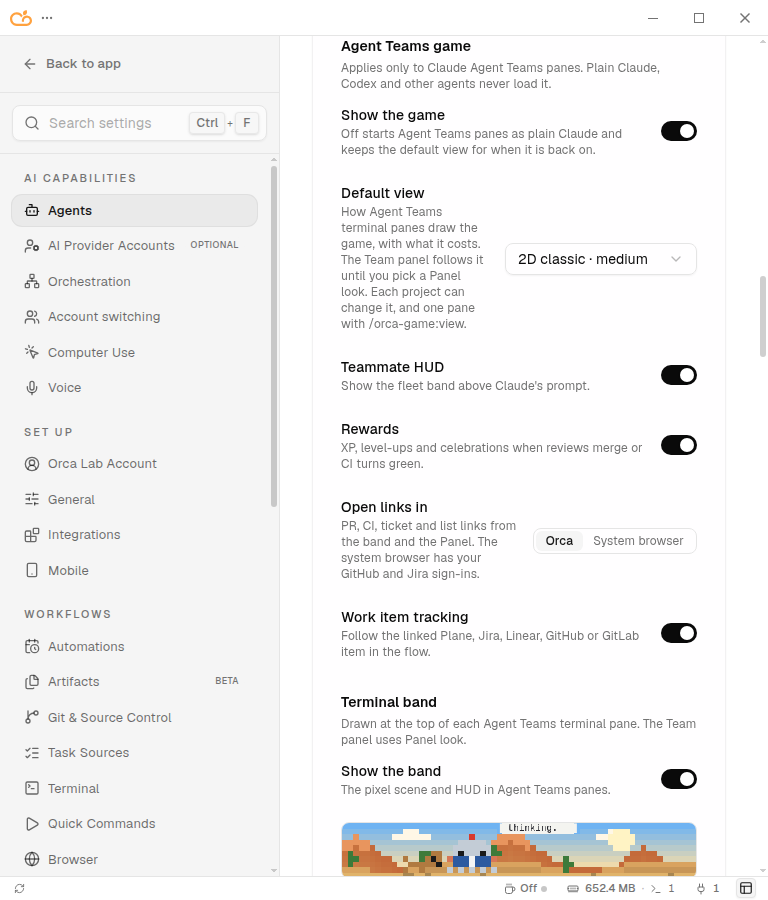 Back to app
Search settings
Ctrl + F
AI CAPABILITIES
Agents
AI Provider Accounts OPTIONAL
Orchestration
Account switching
Computer Use
Voice
SET UP
Orca Lab Account
General
Integrations
Mobile
WORKFLOWS
Automations
Artifacts BETA
Git & Source Control
Task Sources
Terminal
Quick Commands
Browser
Agent Teams game
Applies only to Claude Agent Teams panes. Plain Claude,
Codex and other agents never load it.
Show the game
Off starts Agent Teams panes as plain Claude and
keeps the default view for when it is back on.
Default view
How Agent Teams
terminal panes draw the
game, with what it costs.
The Team panel follows it
until you pick a Panel
look. Each project can
change it, and one pane
with /orca-game:view.
2D classic · medium
Teammate HUD
Show the fleet band above Claude's prompt.
Rewards
XP, level-ups and celebrations when reviews merge or
CI turns green.
Open links in
PR, CI, ticket and list links from
the band and the Panel. The
system browser has your
GitHub and Jira sign-ins.
Orca System browser
Work item tracking
Follow the linked Plane, Jira, Linear, GitHub or GitLab
item in the flow.
Terminal band
Drawn at the top of each Agent Teams terminal pane. The Team
panel uses Panel look.
Show the band
The pixel scene and HUD in Agent Teams panes.
thinking.
Off 652.4 MB · 1 1